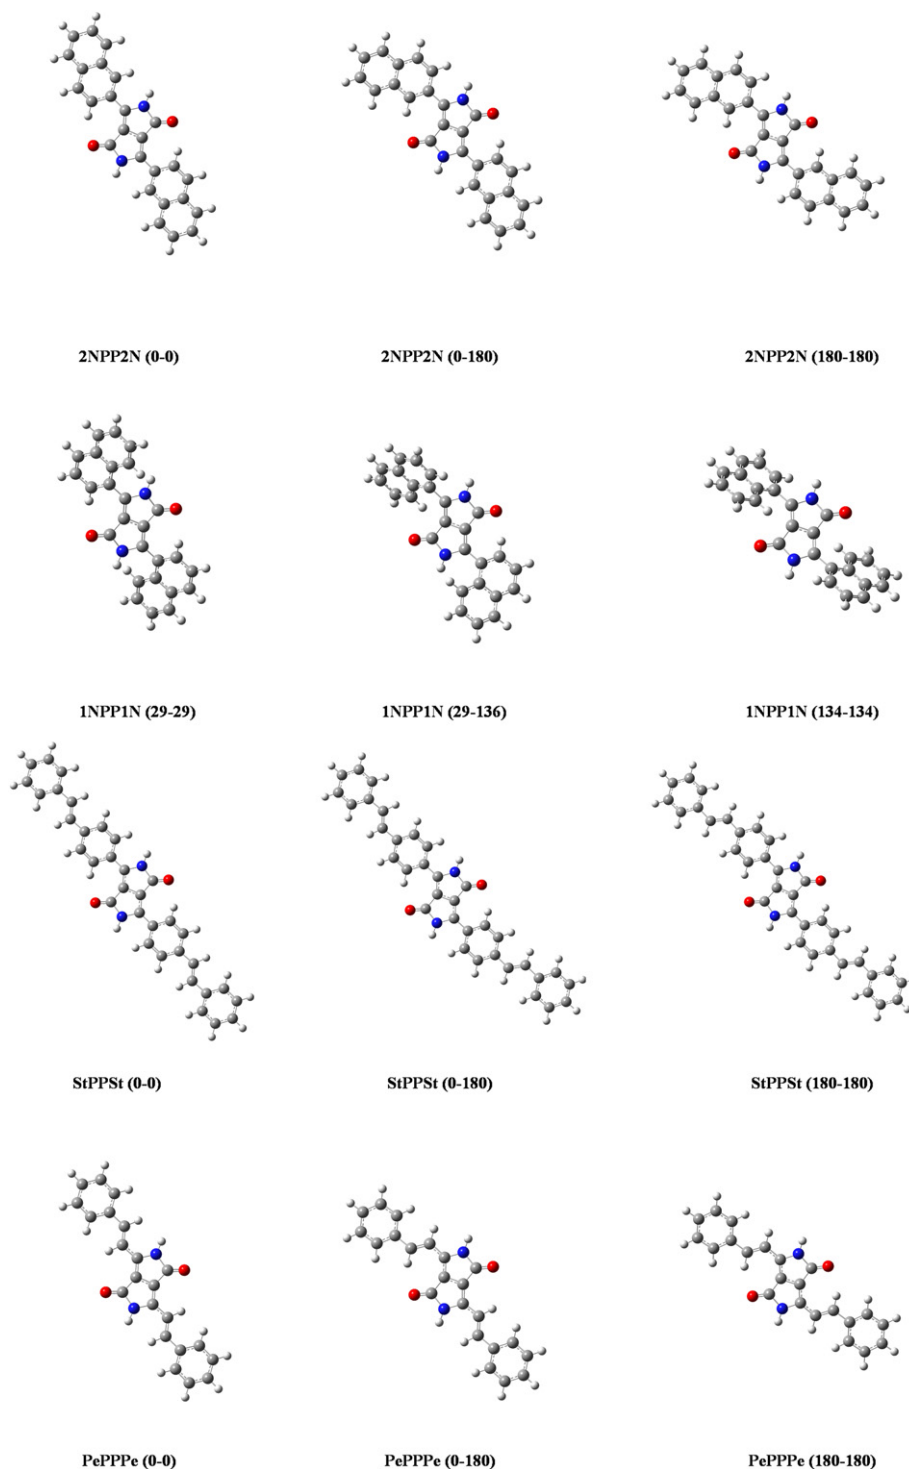 2NPP2N (0-0) 2NPP2N (0-180) 2NPP2N (180-180)
1NPP1N (29-29) 1NPP1N (29-136) 1NPP1N (134-134)
StPPSt (0-0) StPPSt (0-180) StPPSt (180-180)
PePPPe (0-0) PePPPe (0-180) PePPPe (180-180)